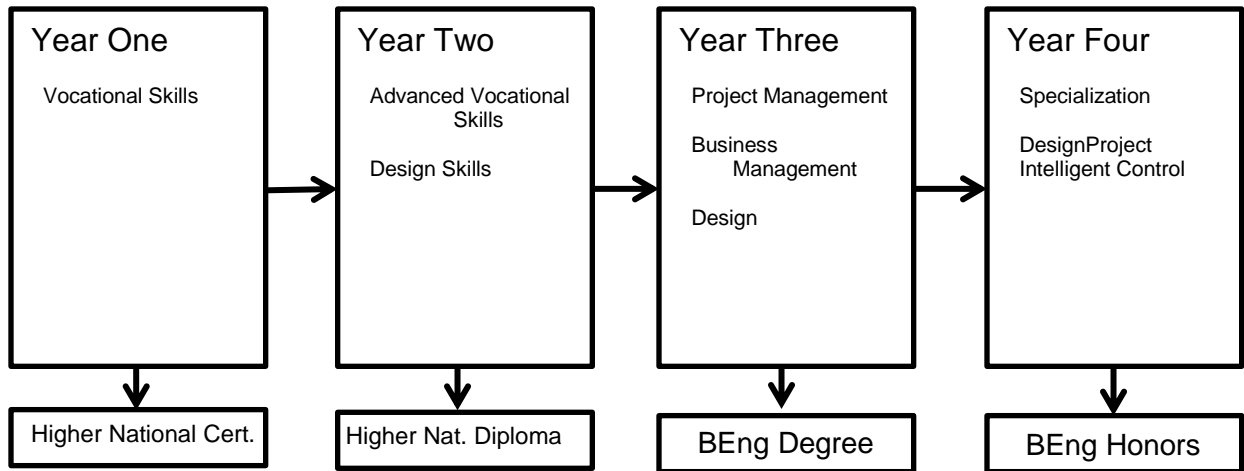 Year One
Vocational Skills
Higher National Cert.
Year Two
Advanced Vocational
Skills
Design Skills
Higher Nat. Diploma
Year Three
Project Management
Business
Management
Design
BEng Degree
Year Four
Specialization
DesignProject
Intelligent Control
BEng Honors